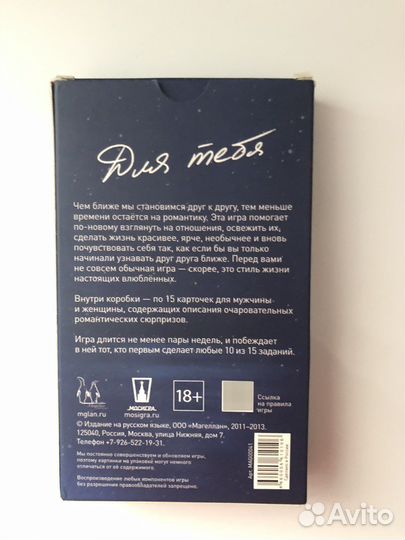 Для тебя
Чем ближе мы становимся друг к другу, тем меньше
времени остаётся на романтику. Эта игра помогает
по-новому взглянуть на отношения, освежить их,
сделать жизнь красивее, ярче, необычнее и вновь
почувствовать себя так, как если бы вы только
начинали узнавать друг друга ближе. Перед вами
не совсем обычная игра — скорее, это стиль жизни
настоящих влюблённых.
Внутри коробки — по 15 карточек для мужчины
и женщины, содержащих описания очаровательных
романтических сюрпризов.
Игра длится не менее пары недель, и побеждает
в ней тот, кто первым сделает любые 10 из 15 заданий.
МОСИГРА
18+
Ссылка
на правила
игры
mglan.ru
mosigra.ru
© Издание на русском языке, ООО «Магеллан», 2011–2013.
125040, Россия, Москва, улица Нижняя, дом 7.
Телефон +7-926-522-19-31.
Мы постоянно совершенствуем и обновляем игры,
поэтому картинки на упаковке могут немного
отличаться от её содержимого.
Воспроизведение любых компонентов игры
без разрешения правообладателей запрещено.
Арт. MAG00041
Сделано в России
Avito